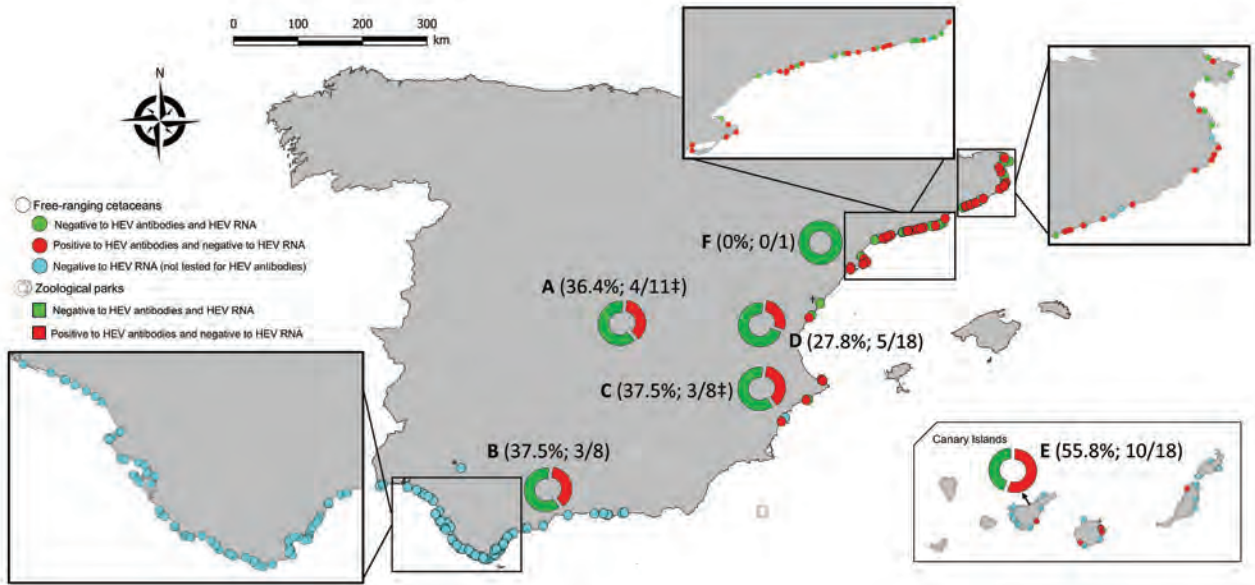 0 100 200 300
km
N
Free-ranging cetaceans
Negative to HEV antibodies and HEV RNA
Positive to HEV antibodies and negative to HEV RNA
Negative to HEV RNA (not tested for HEV antibodies)
Zoological parks
Negative to HEV antibodies and HEV RNA
Positive to HEV antibodies and negative to HEV RNA
F (0%; 0/1)
A (36.4%; 4/11‡)
D (27.8%; 5/18)
C (37.5%; 3/8‡)
B (37.5%; 3/8)
Canary Islands
E (55.8%; 10/18)